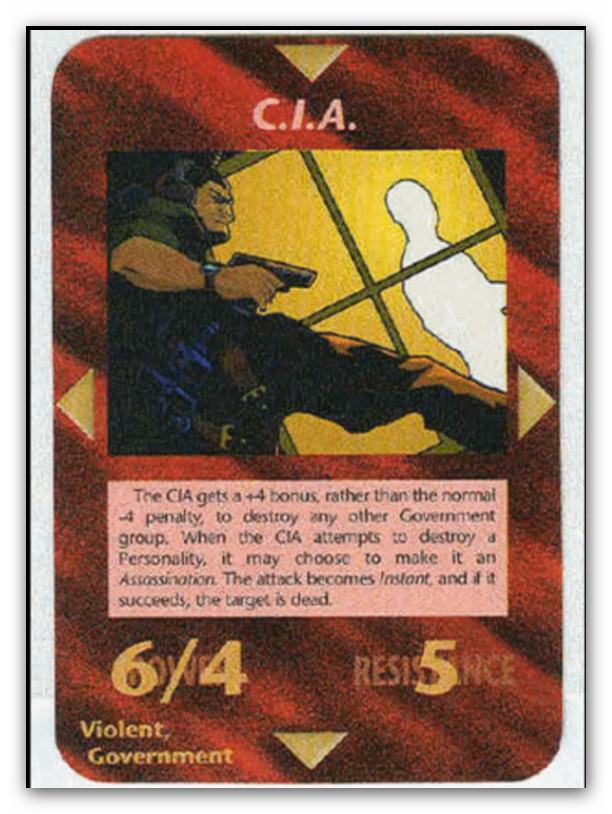 C.I.A.
The CIA gets a +4 bonus, rather than the normal
-4 penalty, to destroy any other Government
group. When the CIA attempts to destroy a
Personality, it may choose to make it an
Assassination. The attack becomes Instant, and if it
succeeds, the target is dead.
POWER 6/4
RESISTANCE 5
Violent,
Government